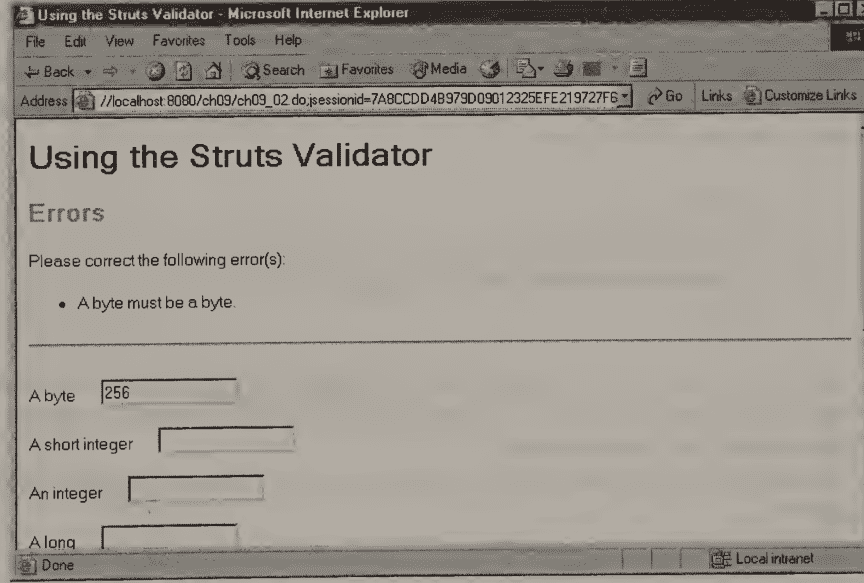 Using the Struts Validator - Microsoft Internet Explorer
File Edit View Favorites Tools Help
Back Search Favorites Media
Address //localhost:8080/ch09/ch09_02.do;jsessionid=7A8CCDD4B979D09012325EFE219727F6 Go Links Customize Links
Using the Struts Validator
Errors
Please correct the following error(s):
• A byte must be a byte.
A byte 256
A short integer
An integer
A long
Done Local intranet